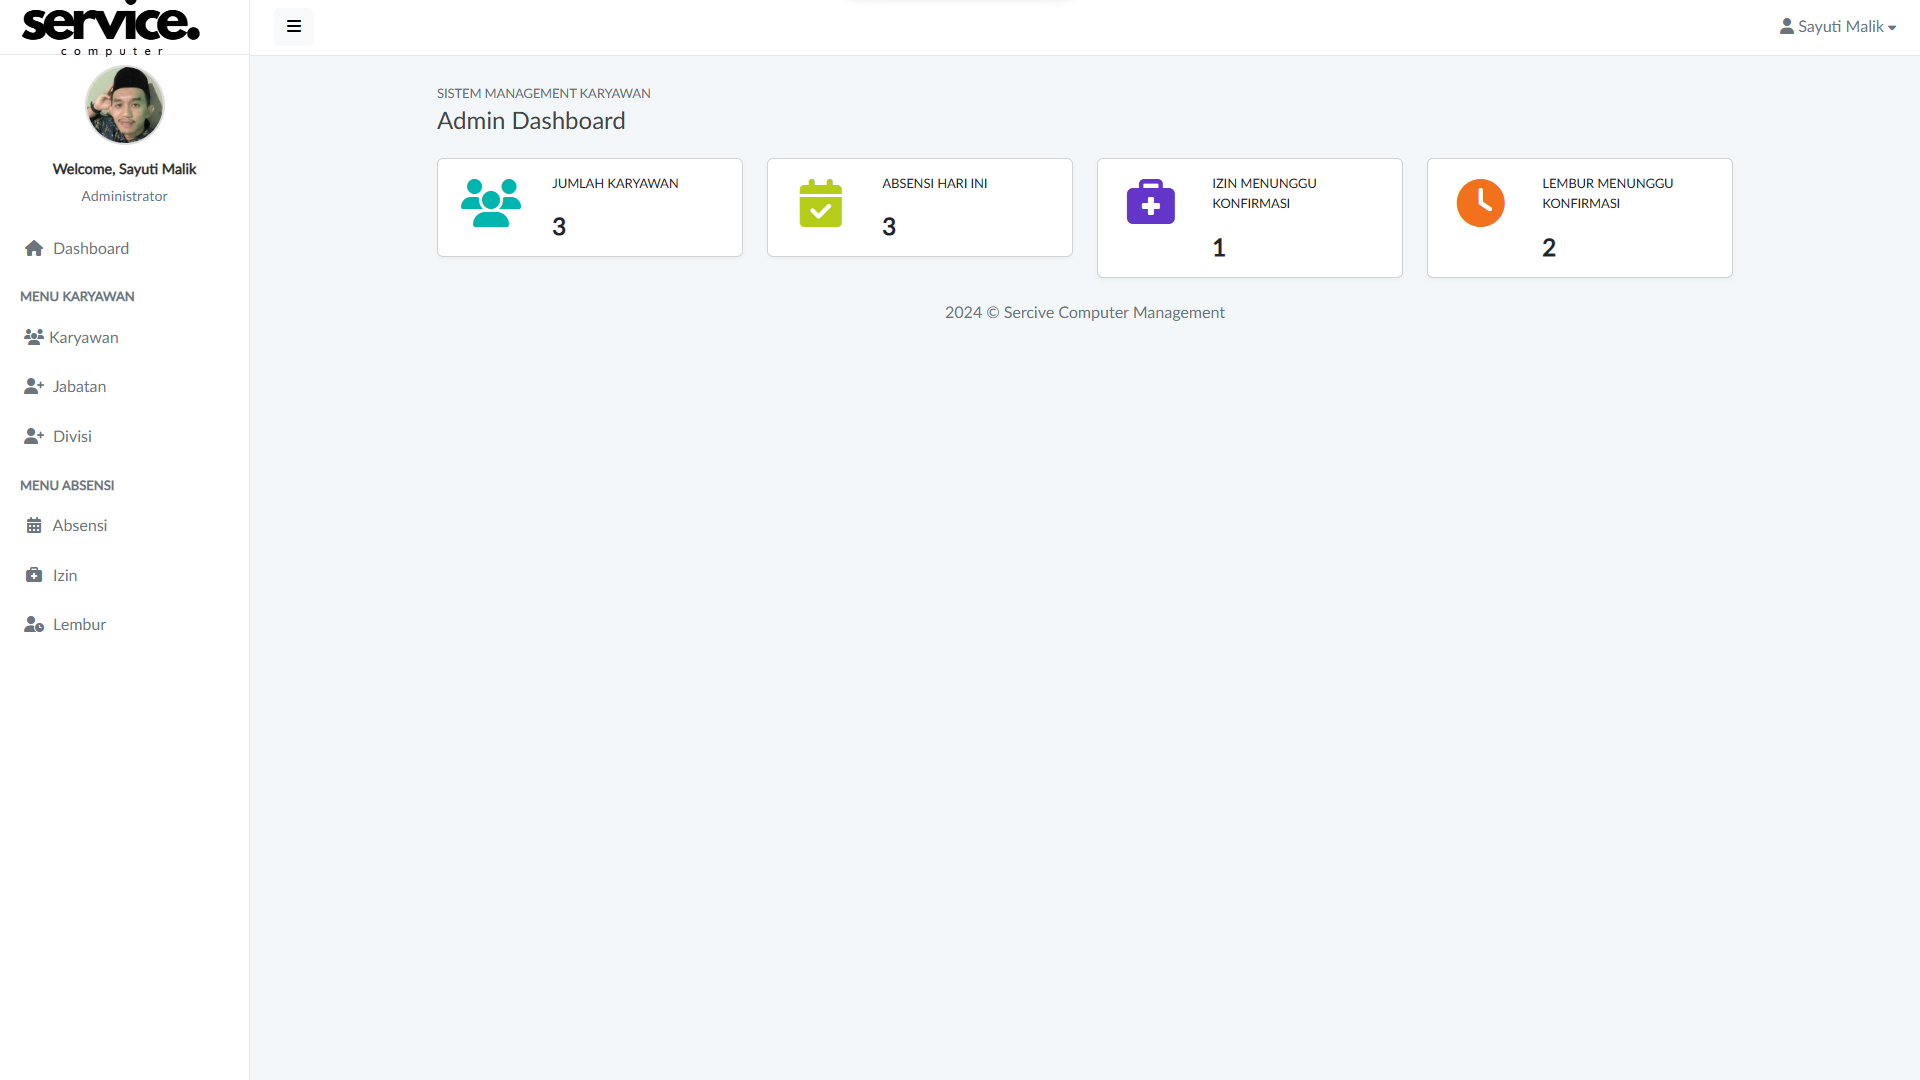 service.
computer
Sayuti Malik
Welcome, Sayuti Malik
Administrator
Dashboard
MENU KARYAWAN
Karyawan
Jabatan
Divisi
MENU ABSENSI
Absensi
Izin
Lembur
SISTEM MANAGEMENT KARYAWAN
Admin Dashboard
JUMLAH KARYAWAN
3
ABSENSI HARI INI
3
IZIN MENUNGGU
KONFIRMASI
1
LEMBUR MENUNGGU
KONFIRMASI
2
2024 © Sercive Computer Management